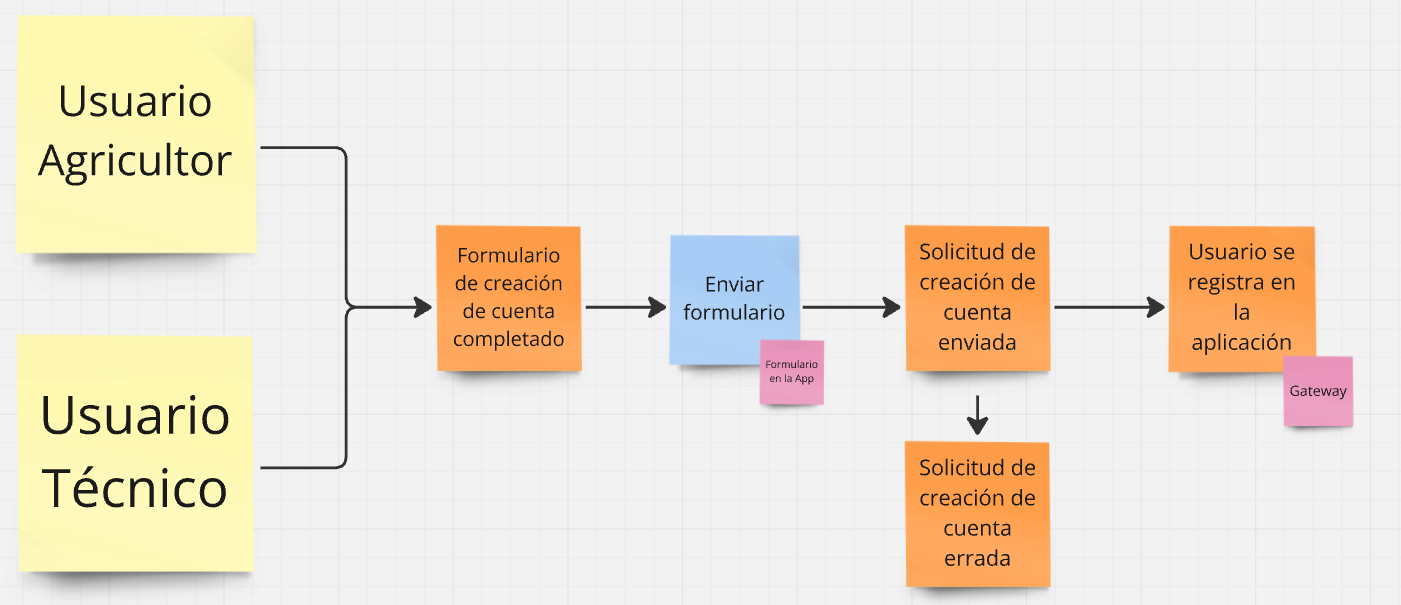 Usuario
Agricultor
Usuario
Técnico
Formulario
de creación
de cuenta
completado
Enviar
formulario
Formulario
en la App
Solicitud de
creación de
cuenta
enviada
Solicitud de
creación de
cuenta
errada
Usuario se
registra en
la
aplicación
Gateway